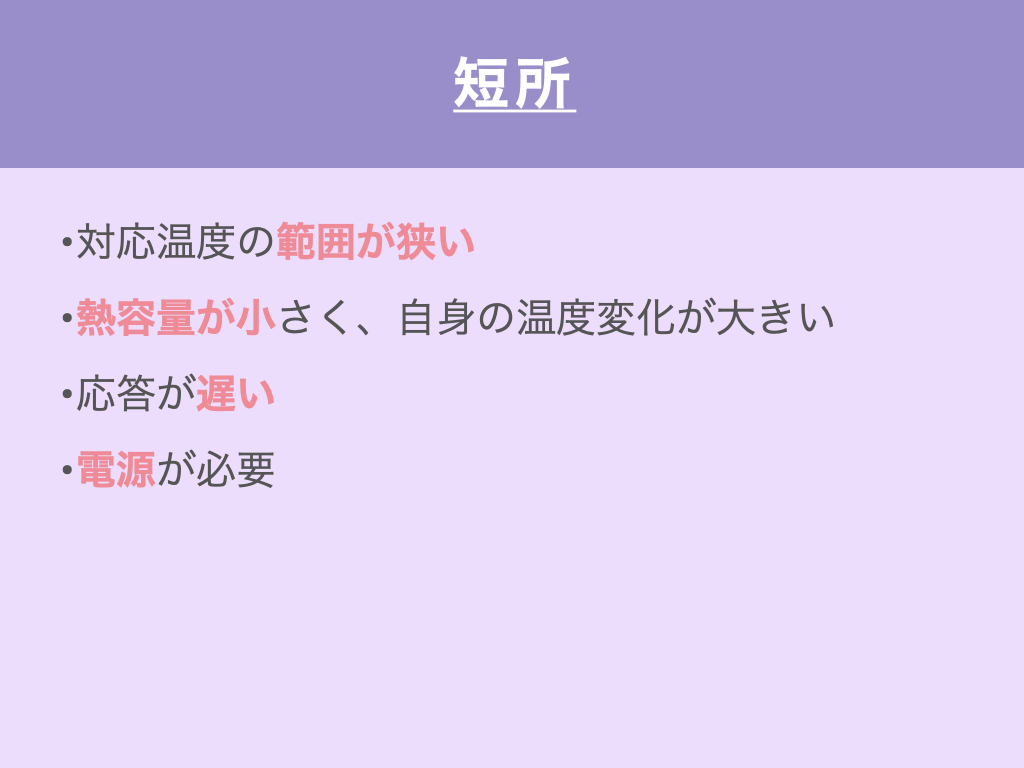 短所
•対応温度の範囲が狭い
•熱容量が小さく、自身の温度変化が大きい
•応答が遅い
•電源が必要